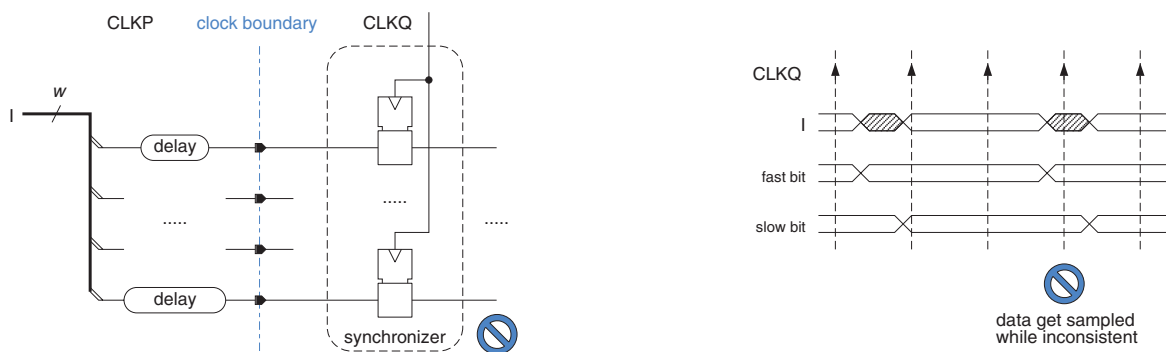 CLKP
clock boundary
CLKQ
w
I
delay
.....
.....
.....
delay
synchronizer
CLKQ
I
fast bit
slow bit
data get sampled
while inconsistent